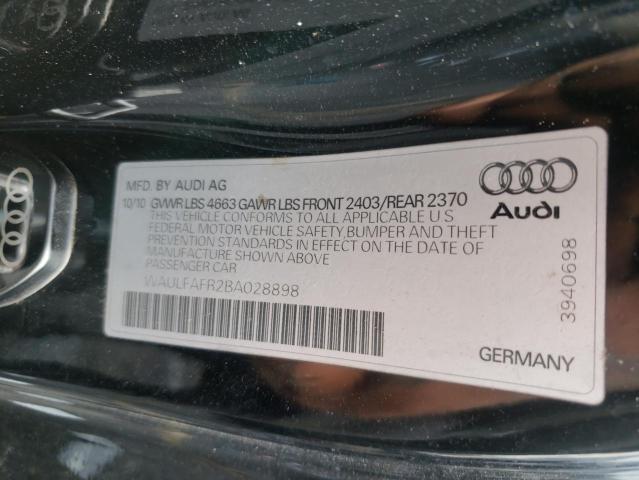 MFD. BY AUDI AG
10/10 GVWR LBS 4663 GAWR LBS FRONT 2403/REAR 2370
THIS VEHICLE CONFORMS TO ALL APPLICABLE U S
FEDERAL MOTOR VEHICLE SAFETY,BUMPER AND THEFT
PREVENTION STANDARDS IN EFFECT ON THE DATE OF
MANUFACTURE SHOWN ABOVE
PASSENGER CAR
WAULFAFR2BA028898
Audi
3940698
GERMANY